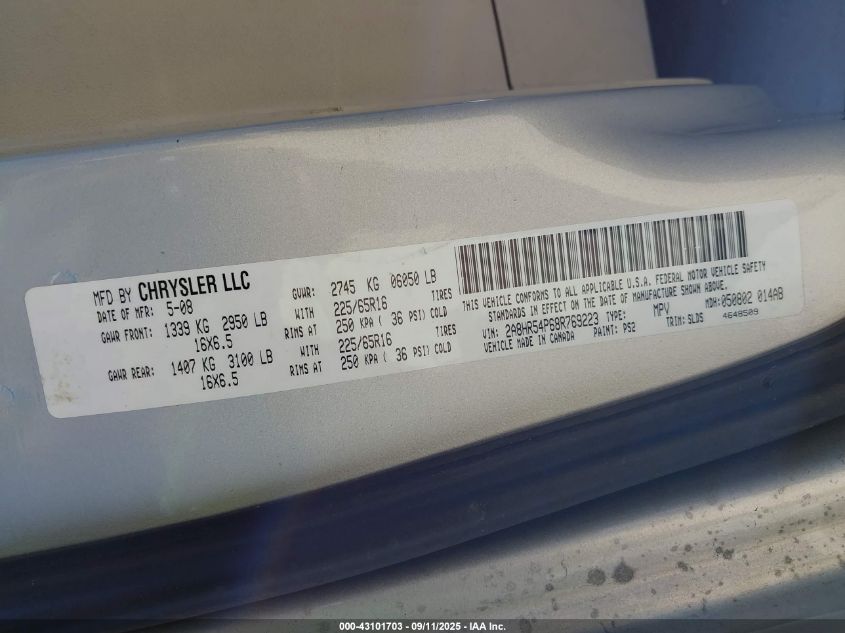 MFD BY CHRYSLER LLC
DATE OF MFR: 5-08
GVWR: 2745 KG 06050 LB
GAWR FRONT: 1339 KG 2950 LB
16X6.5
WITH 225/65R16 TIRES
RIMS AT 250 KPA ( 36 PSI) COLD
GAWR REAR: 1407 KG 3100 LB
16X6.5
WITH 225/65R16 TIRES
RIMS AT 250 KPA ( 36 PSI) COLD
THIS VEHICLE CONFORMS TO ALL APPLICABLE U.S.A. FEDERAL MOTOR VEHICLE SAFETY
STANDARDS IN EFFECT ON THE DATE OF MANUFACTURE SHOWN ABOVE.
VIN: 2A8HR54P68R769223 TYPE: MPV MDH: 050802 014AB
VEHICLE MADE IN CANADA PAINT: PS2 TRIM: SLDS 4648509
000-43101703 - 09/11/2025 - IAA Inc.